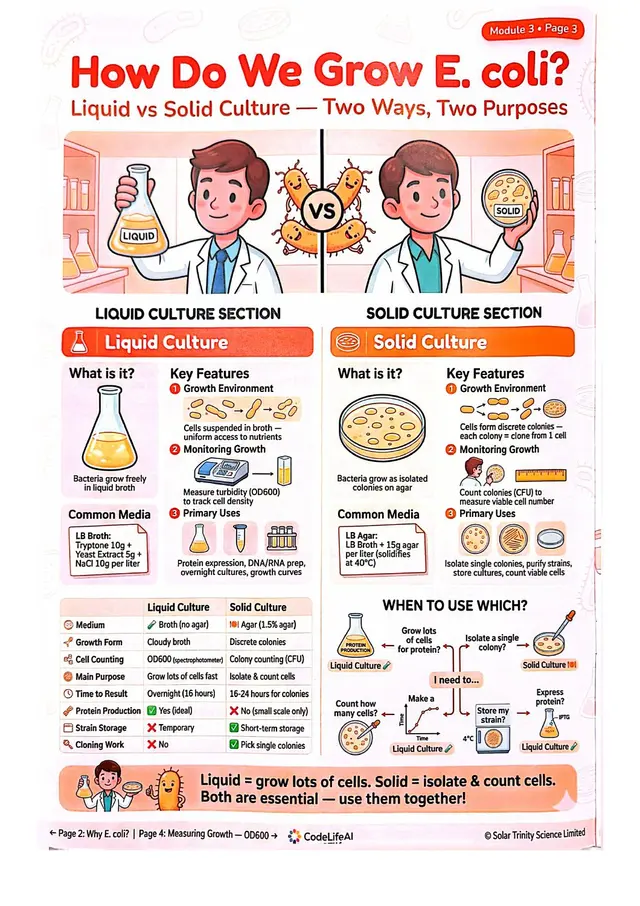 Module 3 • Page 3
How Do We Grow E. coli?
Liquid vs Solid Culture — Two Ways, Two Purposes
LIQUID
VS
SOLID
LIQUID CULTURE SECTION
Liquid Culture
What is it?
Bacteria grow freely
in liquid broth
Common Media
LB Broth:
Tryptone 10g +
Yeast Extract 5g +
NaCl 10g per liter
Key Features
1 Growth Environment
Cells suspended in broth —
uniform access to nutrients
2 Monitoring Growth
Measure turbidity (OD600)
to track cell density
3 Primary Uses
Protein expression, DNA/RNA prep,
overnight cultures, growth curves
SOLID CULTURE SECTION
Solid Culture
What is it?
Bacteria grow as isolated
colonies on agar
Common Media
LB Agar:
LB Broth + 15g agar
per liter (solidifies
at 40°C)
Key Features
1 Growth Environment
Cells form discrete colonies —
each colony = clone from 1 cell
2 Monitoring Growth
Count colonies (CFU) to
measure viable cell number
3 Primary Uses
Isolate single colonies, purify strains,
store cultures, count viable cells
Liquid Culture Solid Culture
Medium Broth (no agar) Agar (1.5% agar)
Growth Form Cloudy broth Discrete colonies
Cell Counting OD600 (spectrophotometer) Colony counting (CFU)
Main Purpose Grow lots of cells Isolate & count cells
Time to Result Overnight (16 hours) 16-24 hours for colonies
Protein Production ✅ Yes (ideal) ❌ No (small scale only)
Strain Storage ❌ Temporary ✅ Short-term storage
Cloning Work ❌ No ✅ Pick single colonies
WHEN TO USE WHICH?
PROTEIN
PRODUCTION
Liquid Culture
Grow lots
of cells
for protein?
Isolate a single
colony?
Solid Culture
I need to...
Count how
many cells?
Make a
Time
Time
Liquid Culture
Store my
strain?
4°C
Express
protein?
IPTG
Liquid Culture
Liquid = grow lots of cells. Solid = isolate & count cells.
Both are essential — use them together!
← Page 2: Why E. coli? | Page 4: Measuring Growth — OD600 →
CodeLifeAI
© Solar Trinity Science Limited